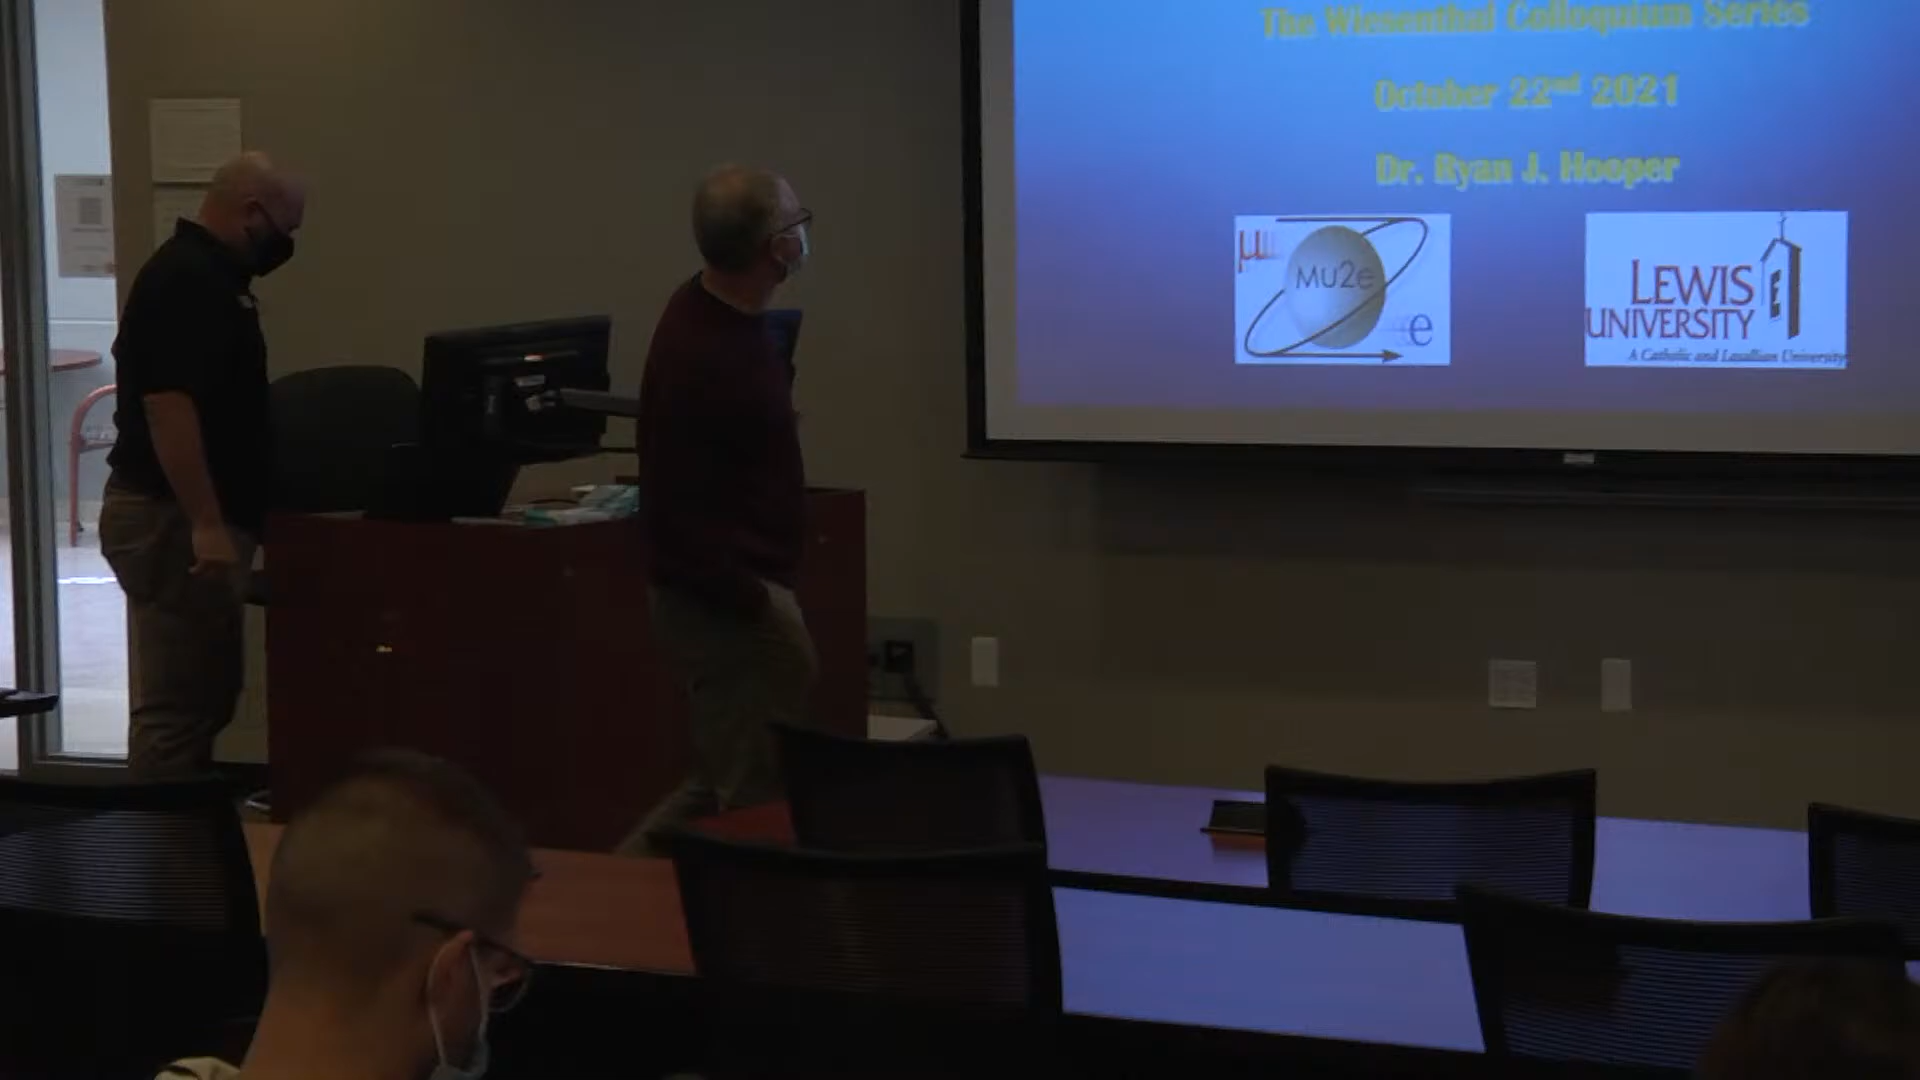 The Wiesenthal Colloquium Series
October 22nd 2021
Dr. Ryan J. Hooper
μ
Mu2e
e
LEWIS
UNIVERSITY
A Catholic and Lasallian University